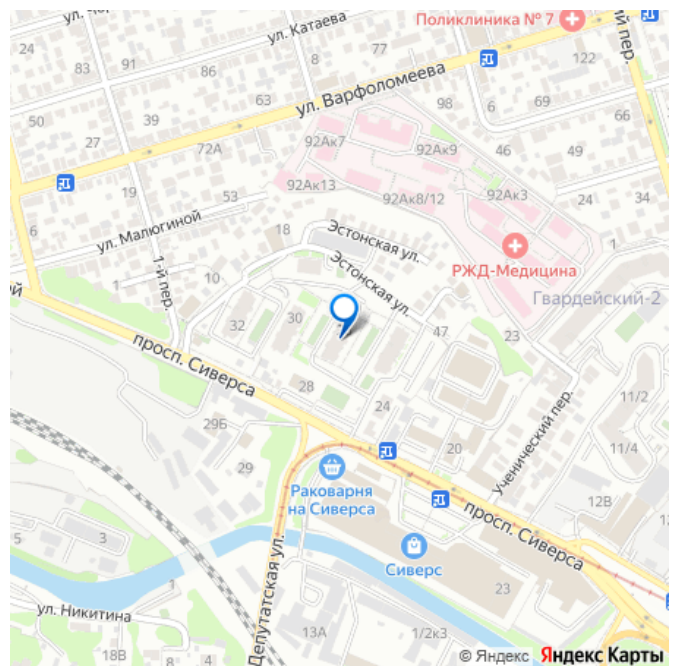 Поликлиника № 7
ул. Катаева
77
122
24
83
91
86
8
ул. Варфоломеева
63
98
6
69
50
39
66
27
72А
92Ак7
92Ак9
46
49
19
53
92Ак13
92Ак8/12
92Ак3
24
34
6
ул. Малюгиной
18
Эстонская ул.
1
1-й пер.
10
РЖД-Медицина
1
Эстонская ул.
Гвардейский-2
32
30
47
23
просп. Сиверса
28
24
11/2
29Б
20
11/4
Ученический пер.
29
Раковарня
на Сиверса
12В
просп. Сиверса
5
3
Сиверс
Депутатская ул.
1
23
ул. Никитина
13А
18В
8
1/2к3
© Яндекс Яндекс Карты